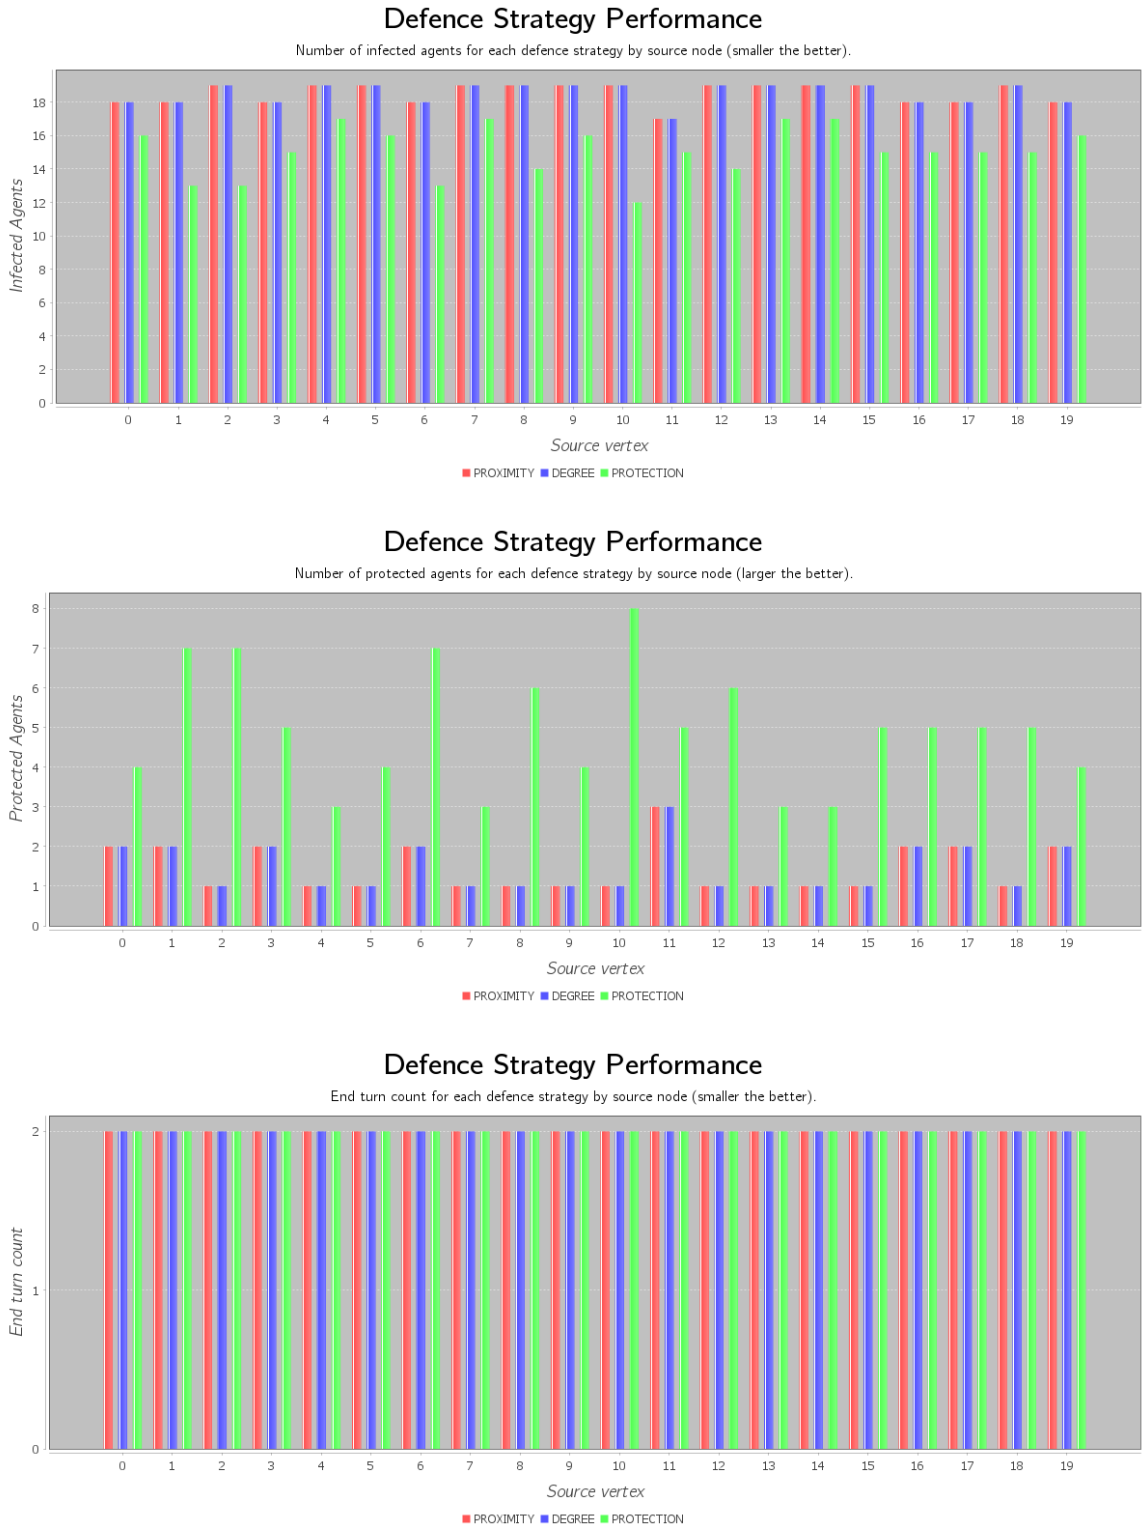 Defence Strategy Performance
Number of infected agents for each defence strategy by source node (smaller the better).
Infected Agents
18
16
14
12
10
8
6
4
2
0
0 1 2 3 4 5 6 7 8 9 10 11 12 13 14 15 16 17 18 19
Source vertex
PROXIMITY DEGREE PROTECTION
Defence Strategy Performance
Number of protected agents for each defence strategy by source node (larger the better).
Protected Agents
8
7
6
5
4
3
2
1
0
0 1 2 3 4 5 6 7 8 9 10 11 12 13 14 15 16 17 18 19
Source vertex
PROXIMITY DEGREE PROTECTION
Defence Strategy Performance
End turn count for each defence strategy by source node (smaller the better).
End turn count
2
1
0
0 1 2 3 4 5 6 7 8 9 10 11 12 13 14 15 16 17 18 19
Source vertex
PROXIMITY DEGREE PROTECTION